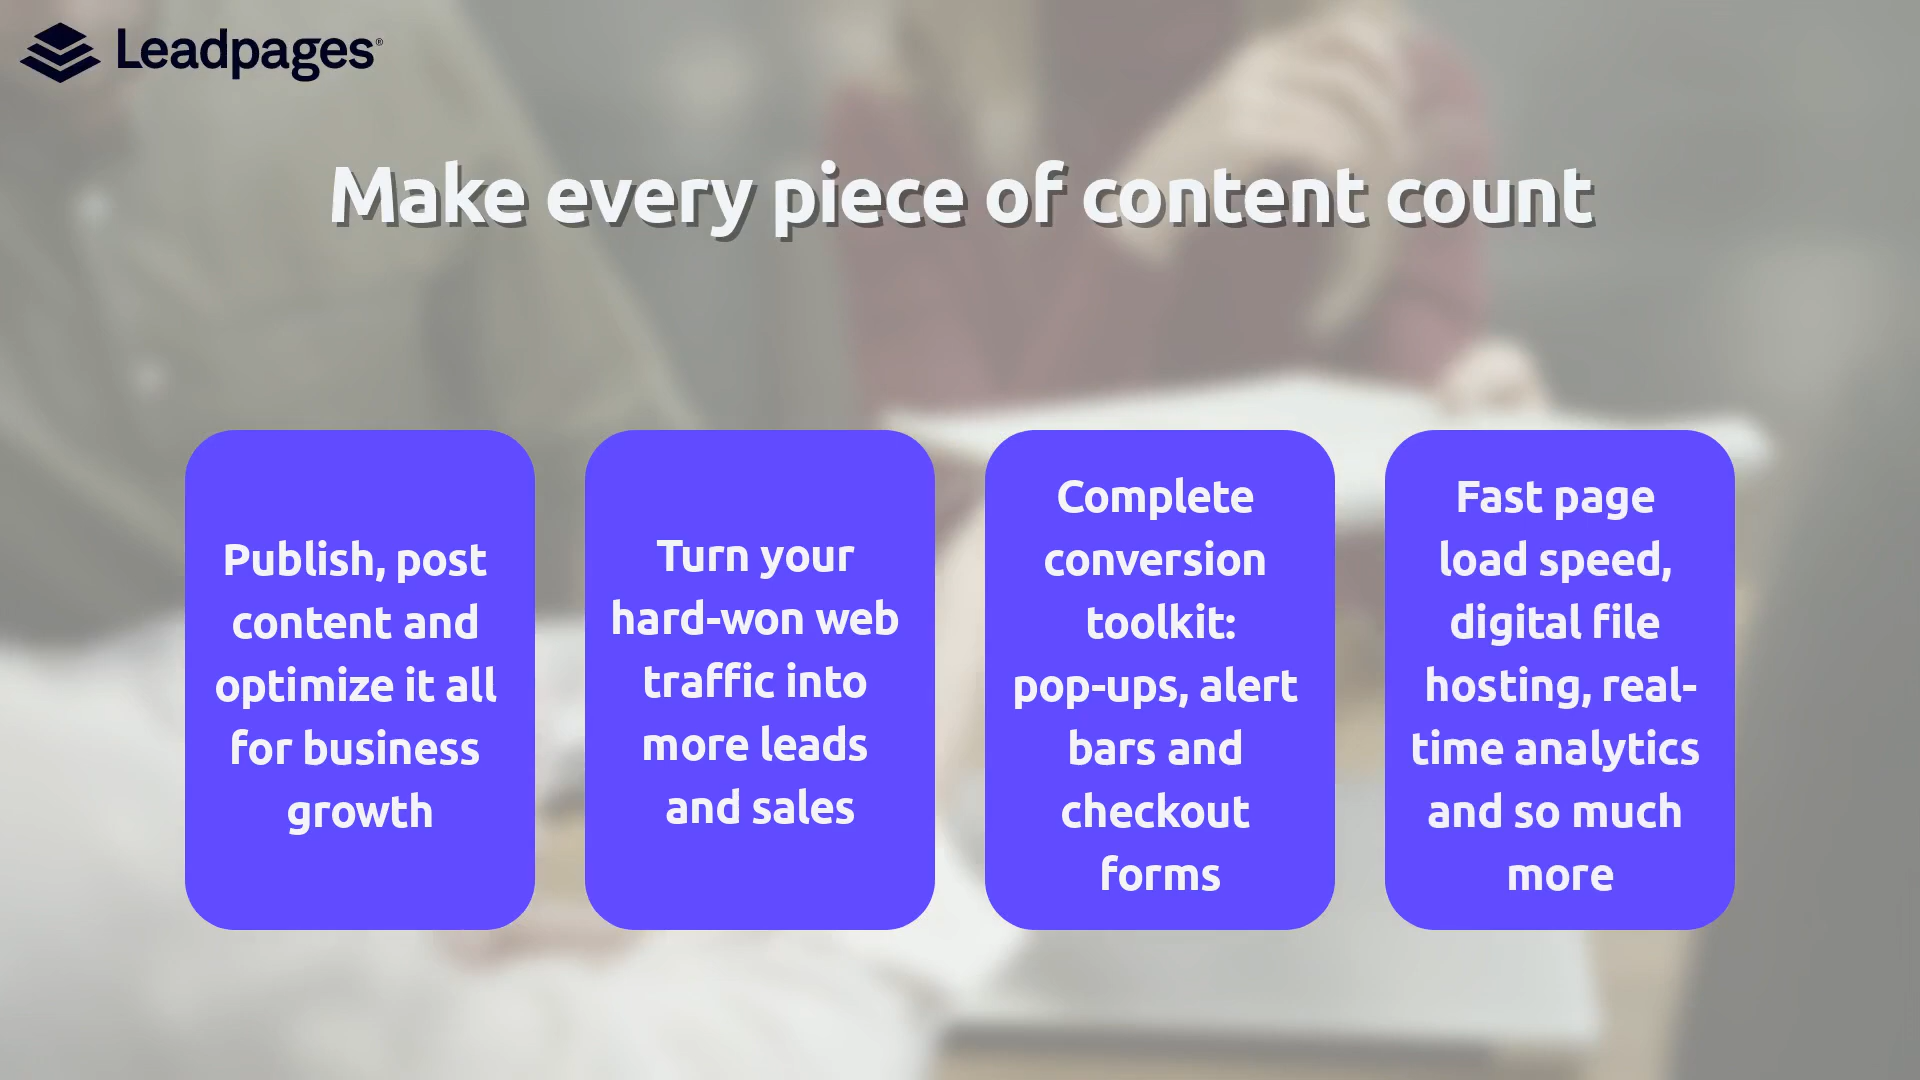 Leadpages®
Make every piece of content count
Publish, post
content and
optimize it all
for business
growth
Turn your
hard-won web
traffic into
more leads
and sales
Complete
conversion
toolkit:
pop-ups, alert
bars and
checkout
forms
Fast page
load speed,
digital file
hosting, real-
time analytics
and so much
more